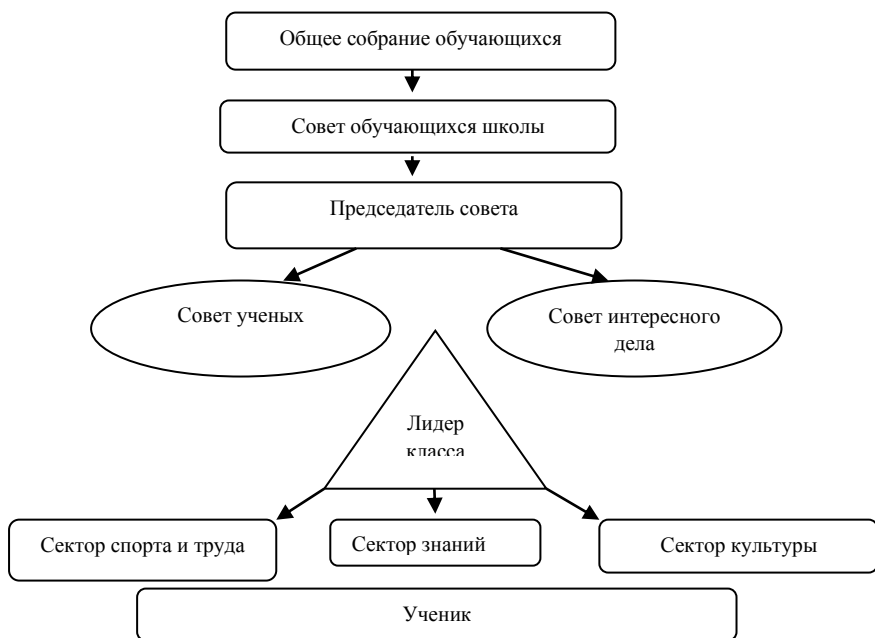 Общее собрание обучающихся
Совет обучающихся школы
Председатель совета
Совет ученых
Совет интересного
дела
Лидер
класса
Сектор спорта и труда
Сектор знаний
Сектор культуры
Ученик